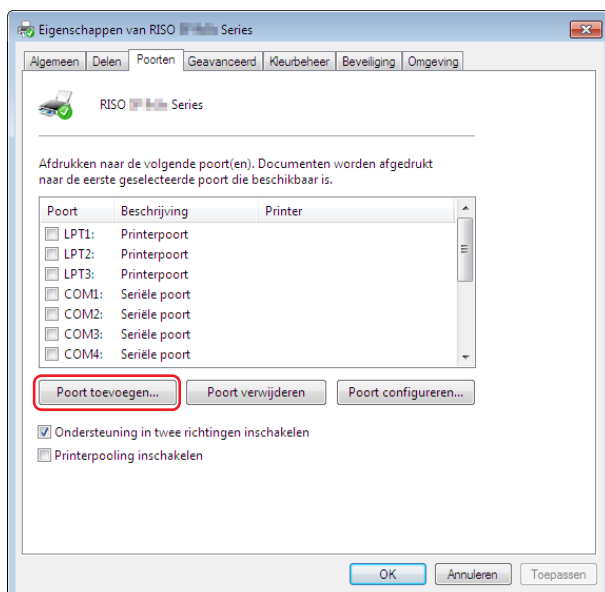 Eigenschappen van RISO Series
Algemeen Delen Poorten Geavanceerd Kleurbeheer Beveiliging Omgeving
RISO Series
Afdrukken naar de volgende poort(en). Documenten worden afgedrukt
naar de eerste geselecteerde poort die beschikbaar is.
Poort Beschrijving Printer
LPT1: Printerpoort
LPT2: Printerpoort
LPT3: Printerpoort
COM1: Seriële poort
COM2: Seriële poort
COM3: Seriële poort
COM4: Seriële poort
Poort toevoegen... Poort verwijderen Poort configureren...
Ondersteuning in twee richtingen inschakelen
Printerpooling inschakelen
OK Annuleren Toepassen